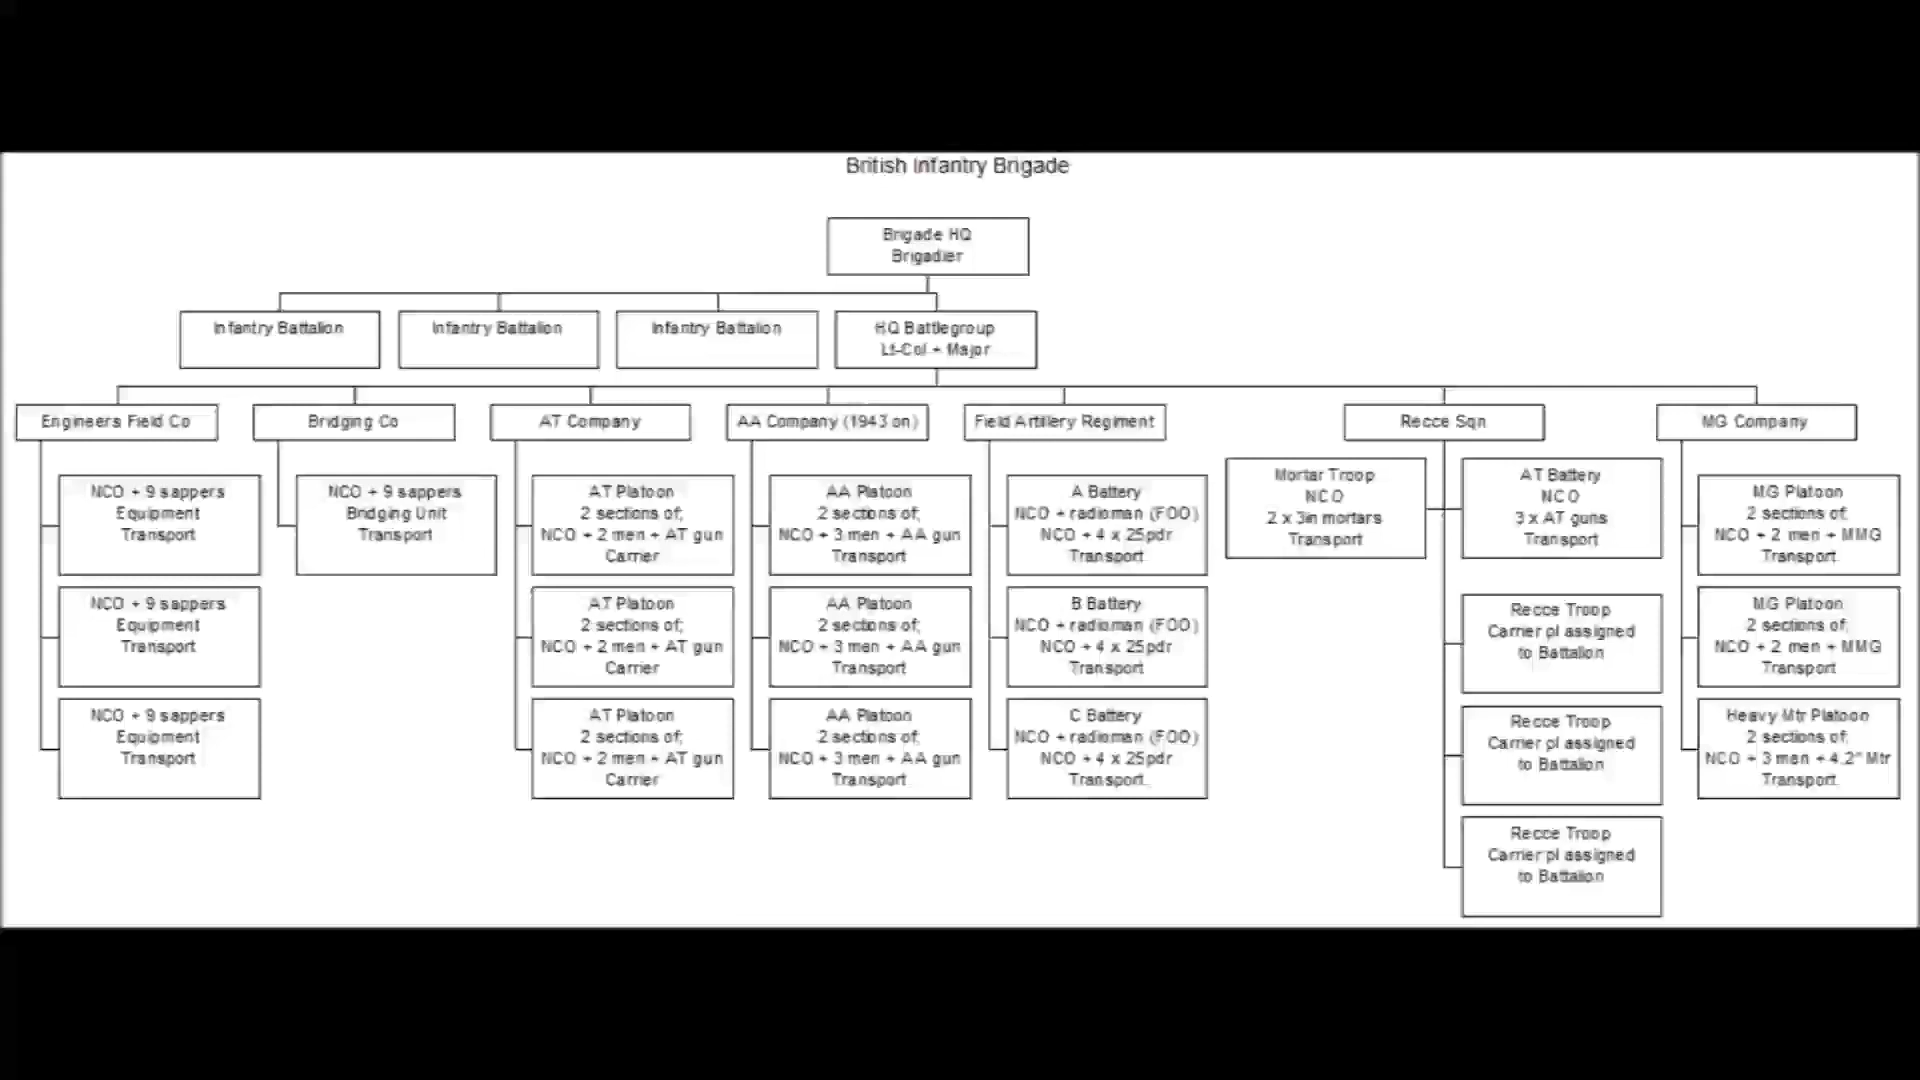 British Infantry Brigade
Brigade HQ
Brigadier
Infantry Battalion
Infantry Battalion
Infantry Battalion
HQ Battlegroup
Lt-Col + Major
Engineers Field Co
Bridging Co
AT Company
AA Company (1943 on)
Field Artillery Regiment
Recce Sqn
MG Company
NCO + 9 sappers
Equipment
Transport
NCO + 9 sappers
Equipment
Transport
NCO + 9 sappers
Equipment
Transport
NCO + 9 sappers
Bridging Unit
Transport
AT Platoon
2 sections of;
NCO + 2 men + AT gun
Carrier
AT Platoon
2 sections of;
NCO + 2 men + AT gun
Carrier
AT Platoon
2 sections of;
NCO + 2 men + AT gun
Carrier
AA Platoon
2 sections of;
NCO + 3 men + AA gun
Transport
AA Platoon
2 sections of;
NCO + 3 men + AA gun
Transport
AA Platoon
2 sections of;
NCO + 3 men + AA gun
Transport
A Battery
NCO + radioman (FOO)
NCO + 4 x 25pdr
Transport
B Battery
NCO + radioman (FOO)
NCO + 4 x 25pdr
Transport
C Battery
NCO + radioman (FOO)
NCO + 4 x 25pdr
Transport
Mortar Troop
NCO
2 x 3in mortars
Transport
AT Battery
NCO
3 x AT guns
Transport
Recce Troop
Carrier pl assigned
to Battalion
Recce Troop
Carrier pl assigned
to Battalion
Recce Troop
Carrier pl assigned
to Battalion
MG Platoon
2 sections of;
NCO + 2 men + MMG
Transport
MG Platoon
2 sections of;
NCO + 2 men + MMG
Transport
Heavy Mtr Platoon
2 sections of;
NCO + 3 men + 4.2" Mtr
Transport